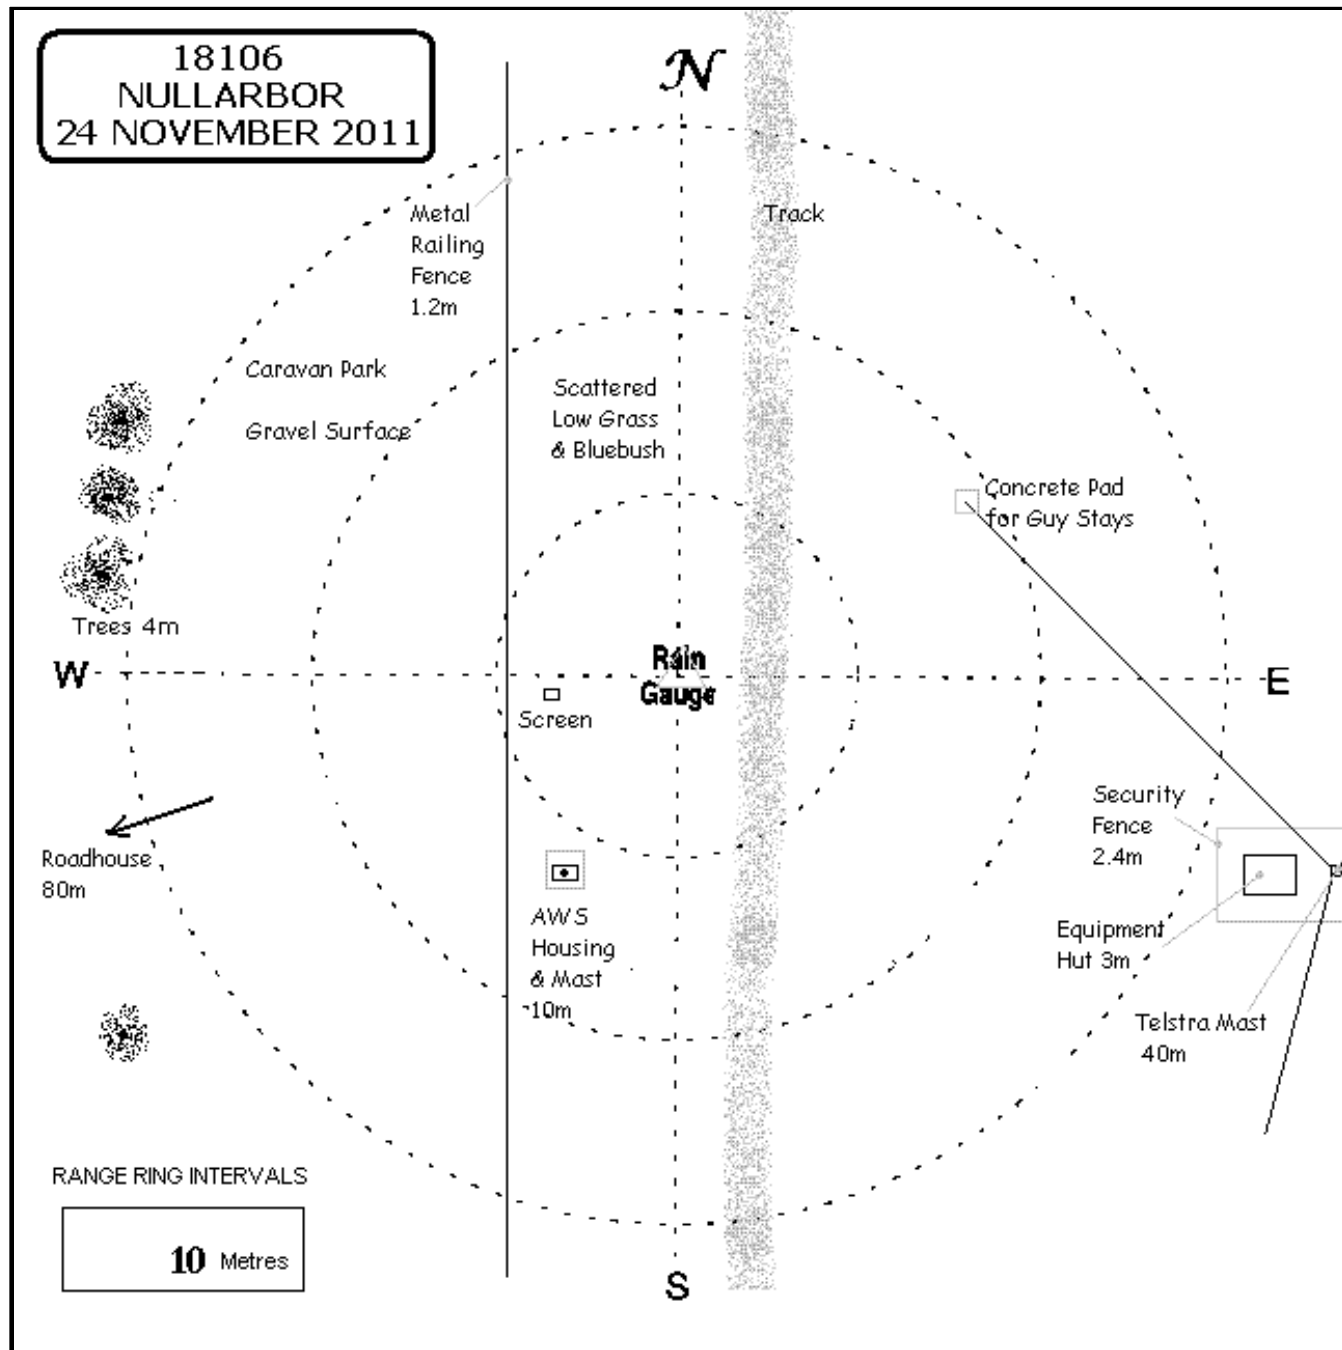 18106
NULLARBOR
24 NOVEMBER 2011
N
Metal
Railing
Fence
1.2m
Track
Caravan Park
Gravel Surface
Scattered
Low Grass
& Bluebush
Concrete Pad
for Guy Stays
Trees 4m
W
Rain
Gauge
E
Screen
Roadhouse
80m
Security
Fence
2.4m
AWS
Housing
& Mast
10m
Equipment
Hut 3m
Telstra Mast
40m
RANGE RING INTERVALS
10 Metres
S